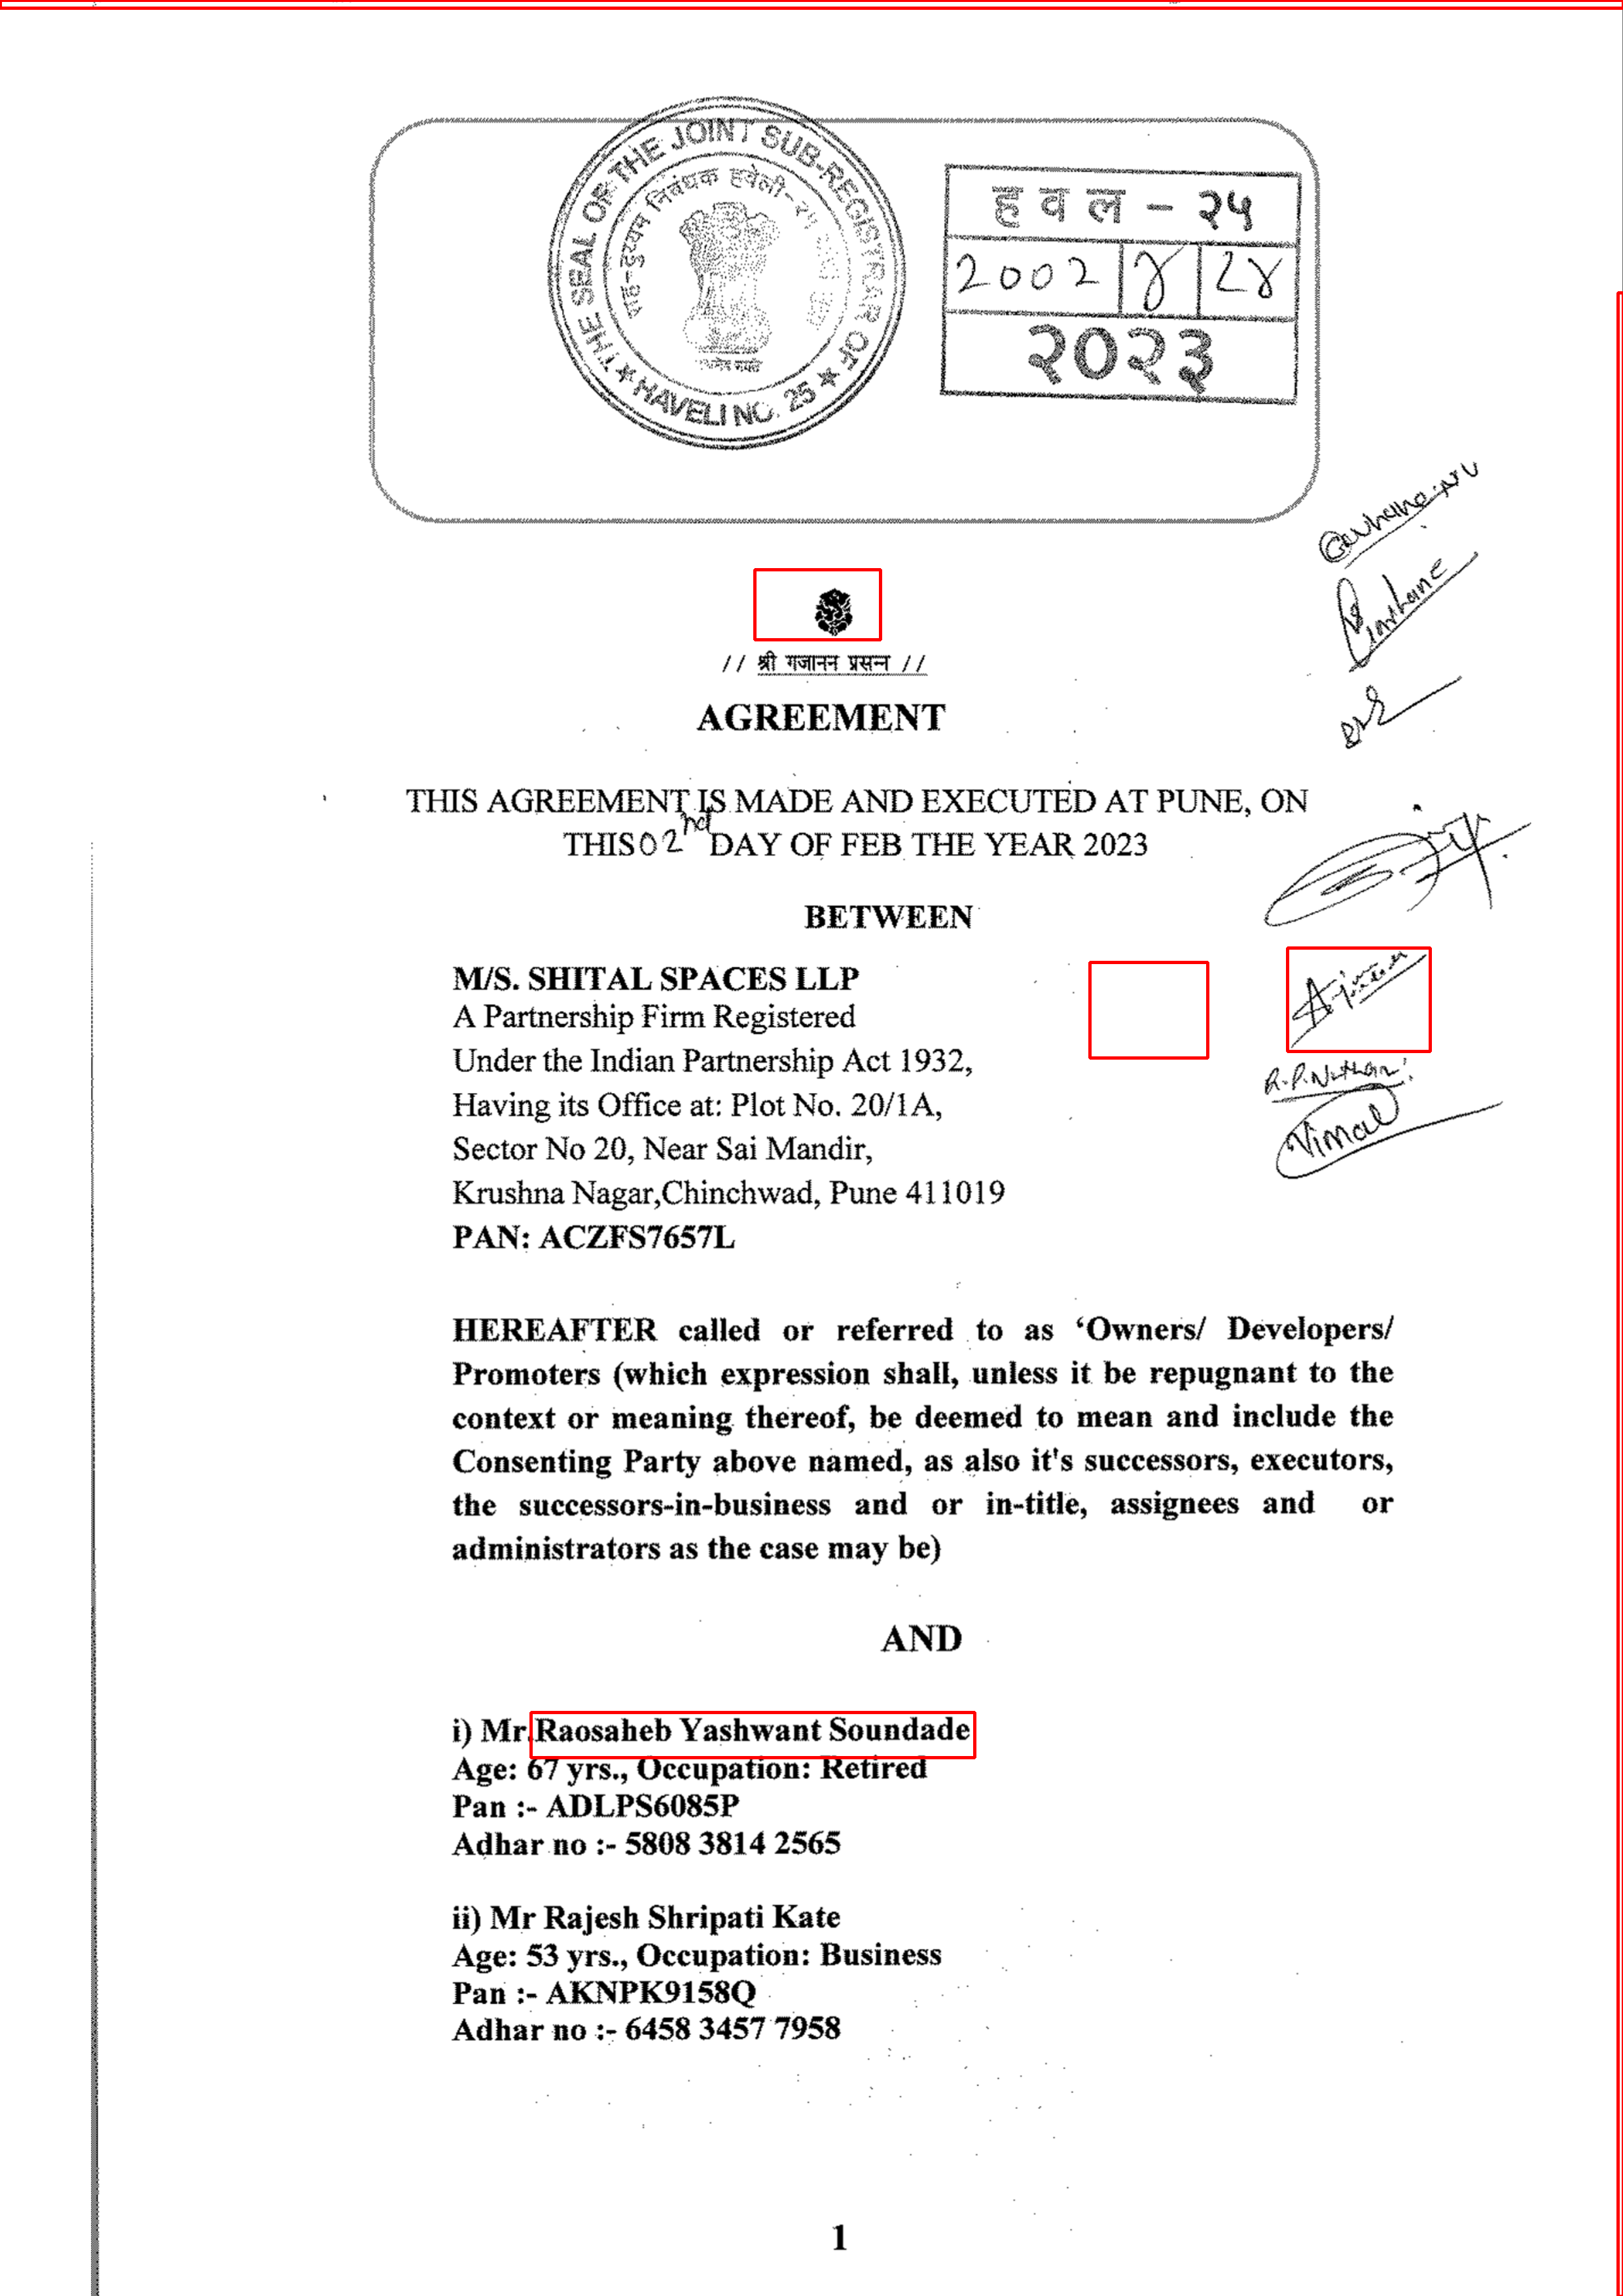 THE SEAL OF THE JOINT SUB-REGISTRAR OF
★ HAVELI NO. 25 ★
सह-दुय्यम निबंधक हवेली-२५
ह व ल - २५
2002 ४ 28
२०२३
// श्री गजानन प्रसन्न //
AGREEMENT
THIS AGREEMENT IS MADE AND EXECUTED AT PUNE, ON
THIS 02nd DAY OF FEB THE YEAR 2023
BETWEEN
M/S. SHITAL SPACES LLP
A Partnership Firm Registered
Under the Indian Partnership Act 1932,
Having its Office at: Plot No. 20/1A,
R.P.Nathan
Sector No 20, Near Sai Mandir,
Vimal
Krushna Nagar,Chinchwad, Pune 411019
PAN: ACZFS7657L
HEREAFTER called or referred to as ‘Owners/ Developers/
Promoters (which expression shall, unless it be repugnant to the
context or meaning thereof, be deemed to mean and include the
Consenting Party above named, as also it's successors, executors,
the successors-in-business and or in-title, assignees and or
administrators as the case may be)
AND
i) Mr.Raosaheb Yashwant Soundade
Age: 67 yrs., Occupation: Retired
Pan :- ADLPS6085P
Adhar no :- 5808 3814 2565
ii) Mr Rajesh Shripati Kate
Age: 53 yrs., Occupation: Business
Pan :- AKNPK9158Q
Adhar no :- 6458 3457 7958
1